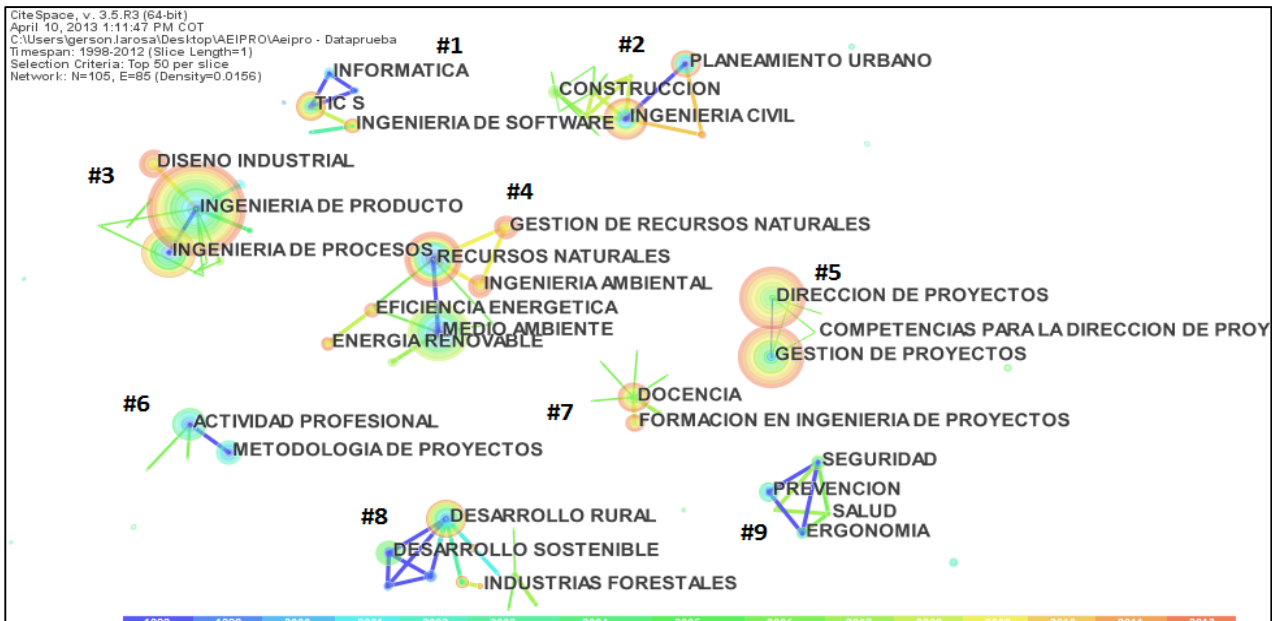 CiteSpace, v. 3.5.R3 (64-bit)
April 10, 2013 1:11:47 PM COT
C:\Users\gerson.larosa\Desktop\AEIPRO\Aeipro - Dataprueba
Timespan: 1998-2012 (Slice Length=1)
Selection Criteria: Top 50 per slice
Network: N=105, E=85 (Density=0.0156)
#1
INFORMATICA
TIC S
INGENIERIA DE SOFTWARE
#2
PLANEAMIENTO URBANO
CONSTRUCCION
INGENIERIA CIVIL
#3
DISENO INDUSTRIAL
INGENIERIA DE PRODUCTO
INGENIERIA DE PROCESOS
#4
GESTION DE RECURSOS NATURALES
RECURSOS NATURALES
INGENIERIA AMBIENTAL
EFICIENCIA ENERGETICA
MEDIO AMBIENTE
ENERGIA RENOVABLE
#5
DIRECCION DE PROYECTOS
COMPETENCIAS PARA LA DIRECCION DE PROY
GESTION DE PROYECTOS
#6
ACTIVIDAD PROFESIONAL
METODOLOGIA DE PROYECTOS
#7
DOCENCIA
FORMACION EN INGENIERIA DE PROYECTOS
#8
DESARROLLO RURAL
DESARROLLO SOSTENIBLE
INDUSTRIAS FORESTALES
#9
SEGURIDAD
PREVENCION
SALUD
ERGONOMIA